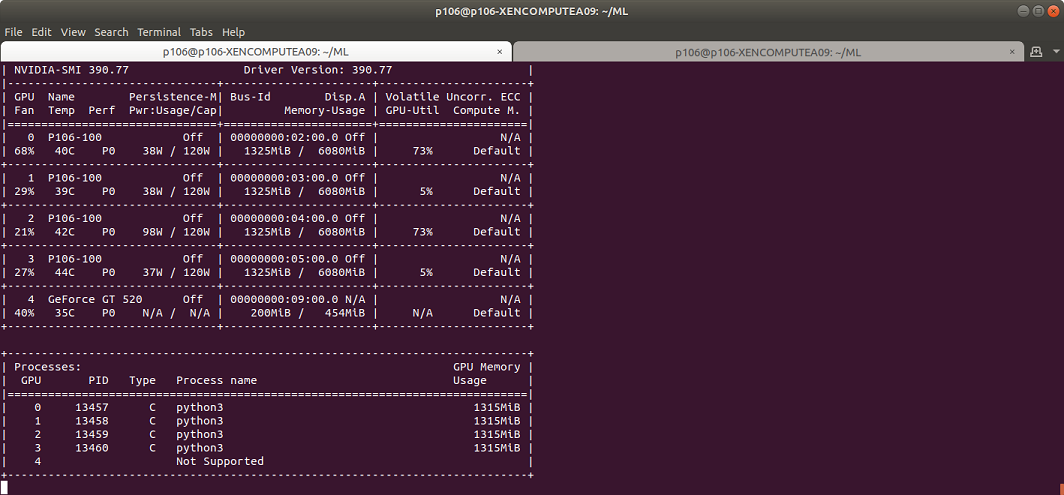 p106@p106-XENCOMPUTEA09: ~/ML
File Edit View Search Terminal Tabs Help
p106@p106-XENCOMPUTEA09: ~/ML × p106@p106-XENCOMPUTEA09: ~/ML ×
| NVIDIA-SMI 390.77                 Driver Version: 390.77                    |
|-------------------------------+----------------------+----------------------+
| GPU  Name        Persistence-M| Bus-Id        Disp.A | Volatile Uncorr. ECC |
| Fan  Temp  Perf  Pwr:Usage/Cap|         Memory-Usage | GPU-Util  Compute M. |
|===============================+======================+======================|
|   0  P106-100            Off  | 00000000:02:00.0 Off |                  N/A |
| 68%   40C    P0    38W / 120W |   1325MiB /  6080MiB |     73%      Default |
+-------------------------------+----------------------+----------------------+
|   1  P106-100            Off  | 00000000:03:00.0 Off |                  N/A |
| 29%   39C    P0    38W / 120W |   1325MiB /  6080MiB |      5%      Default |
+-------------------------------+----------------------+----------------------+
|   2  P106-100            Off  | 00000000:04:00.0 Off |                  N/A |
| 21%   42C    P0    98W / 120W |   1325MiB /  6080MiB |     73%      Default |
+-------------------------------+----------------------+----------------------+
|   3  P106-100            Off  | 00000000:05:00.0 Off |                  N/A |
| 27%   44C    P0    37W / 120W |   1325MiB /  6080MiB |      5%      Default |
+-------------------------------+----------------------+----------------------+
|   4  GeForce GT 520      Off  | 00000000:09:00.0 N/A |                  N/A |
| 40%   35C    P0    N/A /  N/A |    200MiB /   454MiB |     N/A      Default |
+-------------------------------+----------------------+----------------------+
+-----------------------------------------------------------------------------+
| Processes:                                                       GPU Memory |
|  GPU       PID   Type   Process name                             Usage      |
|=============================================================================|
|    0     13457      C   python3                                     1315MiB |
|    1     13458      C   python3                                     1315MiB |
|    2     13459      C   python3                                     1315MiB |
|    3     13460      C   python3                                     1315MiB |
|    4                    Not Supported                                       |
+-----------------------------------------------------------------------------+